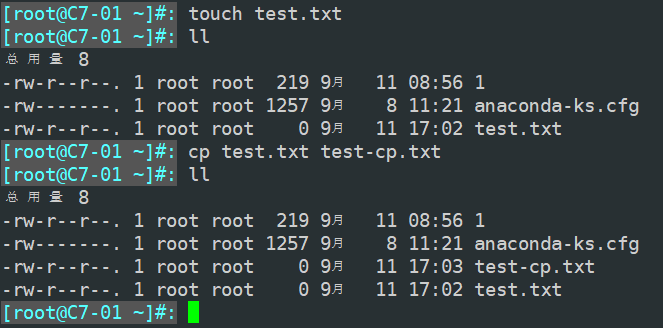 [root@C7-01 ~]#: touch test.txt
[root@C7-01 ~]#: ll
总用量 8
-rw-r--r--. 1 root root  219 9月   11 08:56 1
-rw-------. 1 root root 1257 9月    8 11:21 anaconda-ks.cfg
-rw-r--r--. 1 root root    0 9月   11 17:02 test.txt
[root@C7-01 ~]#: cp test.txt test-cp.txt
[root@C7-01 ~]#: ll
总用量 8
-rw-r--r--. 1 root root  219 9月   11 08:56 1
-rw-------. 1 root root 1257 9月    8 11:21 anaconda-ks.cfg
-rw-r--r--. 1 root root    0 9月   11 17:03 test-cp.txt
-rw-r--r--. 1 root root    0 9月   11 17:02 test.txt
[root@C7-01 ~]#: